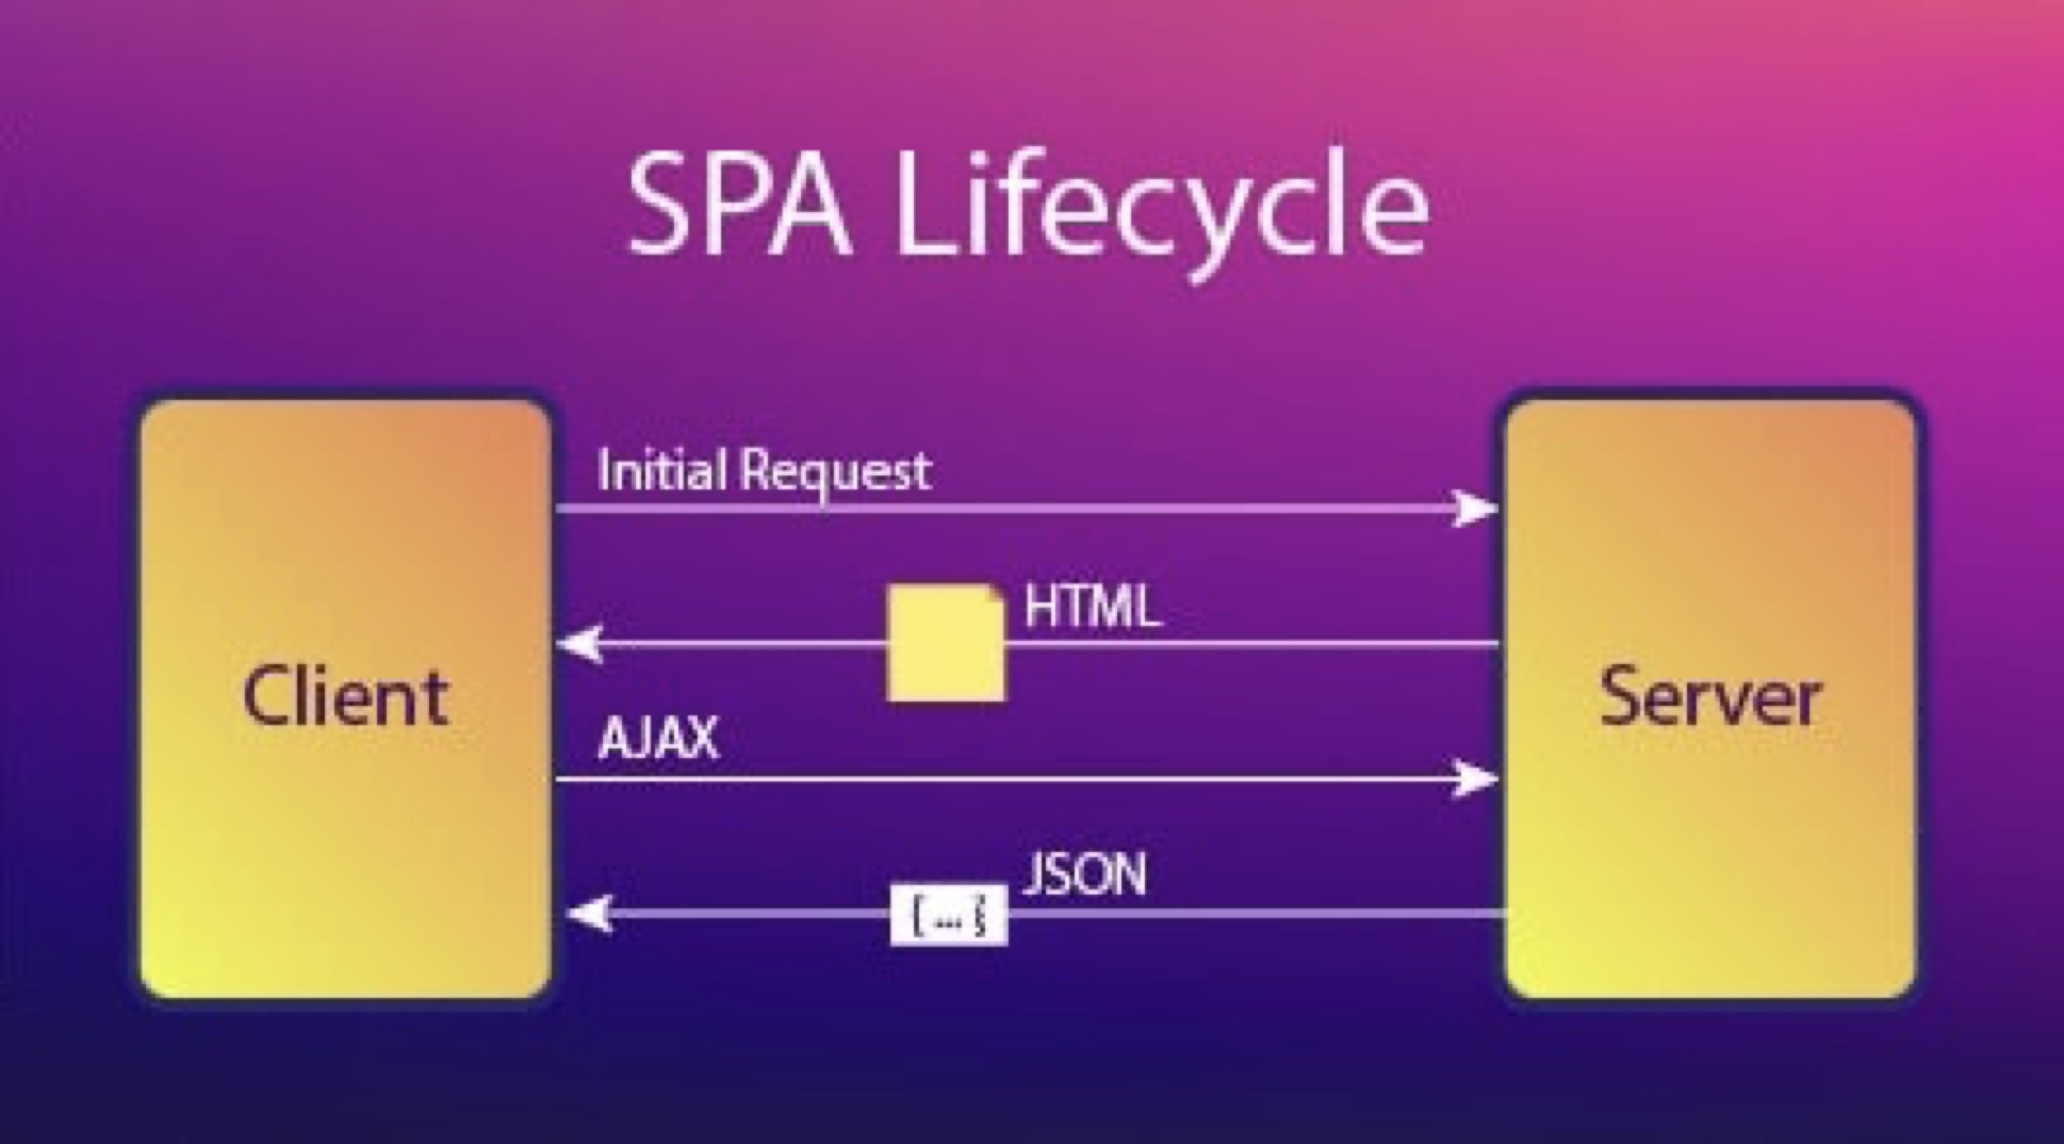 SPA Lifecycle
Initial Request
HTML
Client
Server
AJAX
JSON
{ ... }